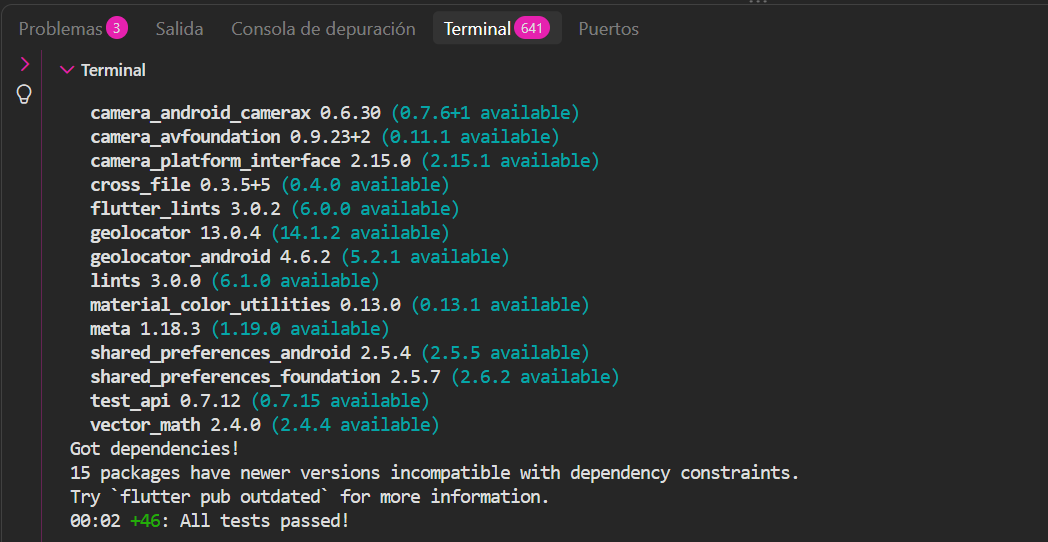 Problemas 3 Salida Consola de depuración Terminal 641 Puertos
Terminal
camera_android_camerax 0.6.30 (0.7.6+1 available)
camera_avfoundation 0.9.23+2 (0.11.1 available)
camera_platform_interface 2.15.0 (2.15.1 available)
cross_file 0.3.5+5 (0.4.0 available)
flutter_lints 3.0.2 (6.0.0 available)
geolocator 13.0.4 (14.1.2 available)
geolocator_android 4.6.2 (5.2.1 available)
lints 3.0.0 (6.1.0 available)
material_color_utilities 0.13.0 (0.13.1 available)
meta 1.18.3 (1.19.0 available)
shared_preferences_android 2.5.4 (2.5.5 available)
shared_preferences_foundation 2.5.7 (2.6.2 available)
test_api 0.7.12 (0.7.15 available)
vector_math 2.4.0 (2.4.4 available)
Got dependencies!
15 packages have newer versions incompatible with dependency constraints.
Try `flutter pub outdated` for more information.
00:02 +46: All tests passed!